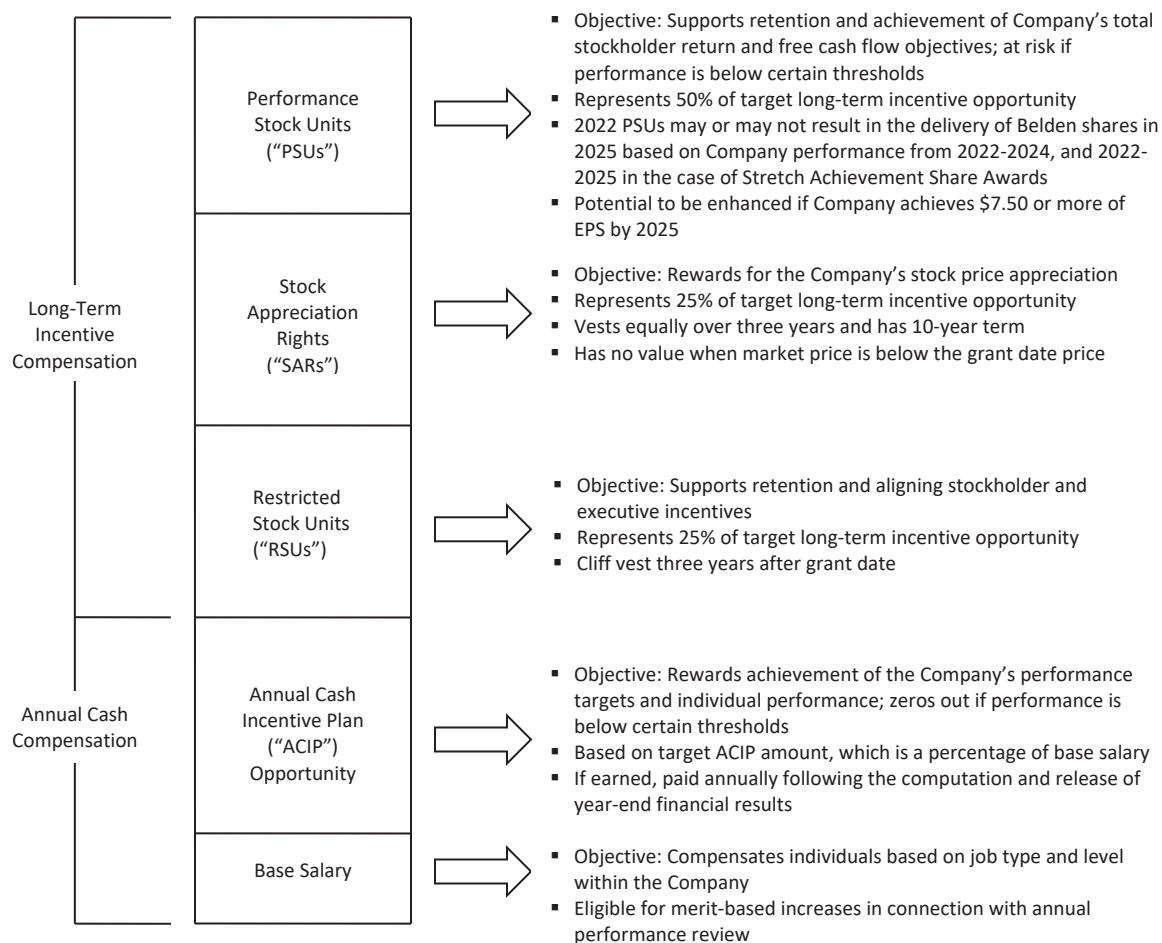 Long-Term
Incentive
Compensation
Performance
Stock Units
(“PSUs”)
▪ Objective: Supports retention and achievement of Company’s total
stockholder return and free cash flow objectives; at risk if
performance is below certain thresholds
▪ Represents 50% of target long-term incentive opportunity
▪ 2022 PSUs may or may not result in the delivery of Belden shares in
2025 based on Company performance from 2022-2024, and 2022-
2025 in the case of Stretch Achievement Share Awards
▪ Potential to be enhanced if Company achieves $7.50 or more of
EPS by 2025
Stock
Appreciation
Rights
(“SARs”)
▪ Objective: Rewards for the Company’s stock price appreciation
▪ Represents 25% of target long-term incentive opportunity
▪ Vests equally over three years and has 10-year term
▪ Has no value when market price is below the grant date price
Restricted
Stock Units
(“RSUs”)
▪ Objective: Supports retention and aligning stockholder and
executive incentives
▪ Represents 25% of target long-term incentive opportunity
▪ Cliff vest three years after grant date
Annual Cash
Compensation
Annual Cash
Incentive Plan
(“ACIP”)
Opportunity
▪ Objective: Rewards achievement of the Company’s performance
targets and individual performance; zeros out if performance is
below certain thresholds
▪ Based on target ACIP amount, which is a percentage of base salary
▪ If earned, paid annually following the computation and release of
year-end financial results
Base Salary
▪ Objective: Compensates individuals based on job type and level
within the Company
▪ Eligible for merit-based increases in connection with annual
performance review